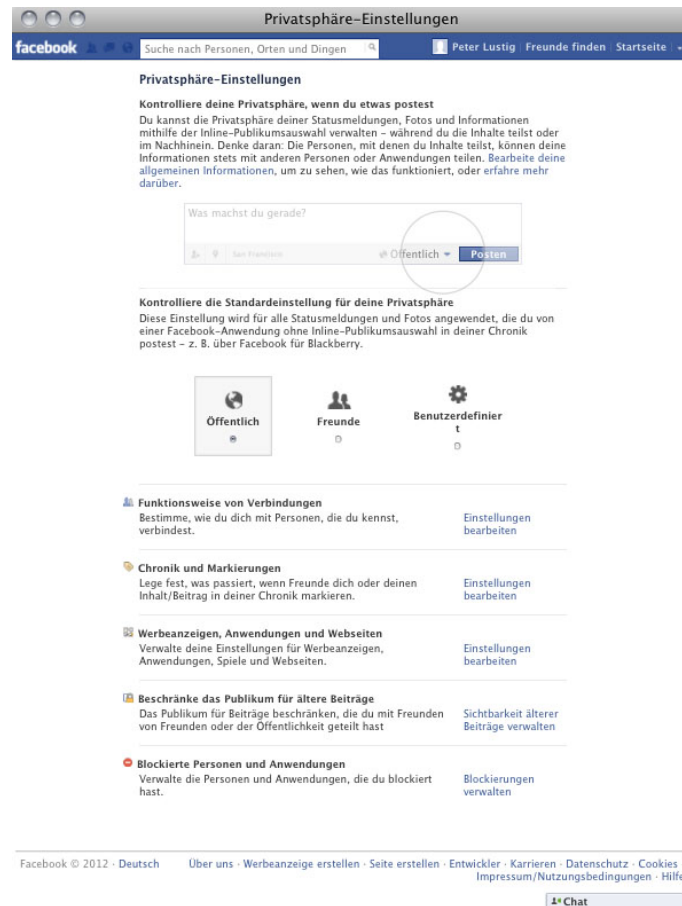 Privatsphäre-Einstellungen
facebook
Suche nach Personen, Orten und Dingen
Peter Lustig Freunde finden Startseite
Privatsphäre-Einstellungen
Kontrolliere deine Privatsphäre, wenn du etwas postest
Du kannst die Privatsphäre deiner Statusmeldungen, Fotos und Informationen
mithilfe der Inline-Publikumsauswahl verwalten – während du die Inhalte teilst oder
im Nachhinein. Denke daran: Die Personen, mit denen du Inhalte teilst, können deine
Informationen stets mit anderen Personen oder Anwendungen teilen. Bearbeite deine
allgemeinen Informationen, um zu sehen, wie das funktioniert, oder erfahre mehr
darüber.
Was machst du gerade?
Öffentlich Posten
Kontrolliere die Standardeinstellung für deine Privatsphäre
Diese Einstellung wird für alle Statusmeldungen und Fotos angewendet, die du von
einer Facebook-Anwendung ohne Inline-Publikumsauswahl in deiner Chronik
postest – z. B. über Facebook für Blackberry.
Öffentlich Freunde Benutzerdefinier
t
Funktionsweise von Verbindungen
Bestimme, wie du dich mit Personen, die du kennst, Einstellungen
verbindest. bearbeiten
Chronik und Markierungen
Lege fest, was passiert, wenn Freunde dich oder deinen Einstellungen
Inhalt/Beitrag in deiner Chronik markieren. bearbeiten
Werbeanzeigen, Anwendungen und Webseiten
Verwalte deine Einstellungen für Werbeanzeigen, Einstellungen
Anwendungen, Spiele und Webseiten. bearbeiten
Beschränke das Publikum für ältere Beiträge
Das Publikum für Beiträge beschränken, die du mit Freunden Sichtbarkeit älterer
von Freunden oder der Öffentlichkeit geteilt hast Beiträge verwalten
Blockierte Personen und Anwendungen
Verwalte die Personen und Anwendungen, die du blockiert Blockierungen
hast. verwalten
Facebook © 2012 · Deutsch Über uns · Werbeanzeige erstellen · Seite erstellen · Entwickler · Karrieren · Datenschutz · Cookies ·
Impressum/Nutzungsbedingungen · Hilfe
Chat